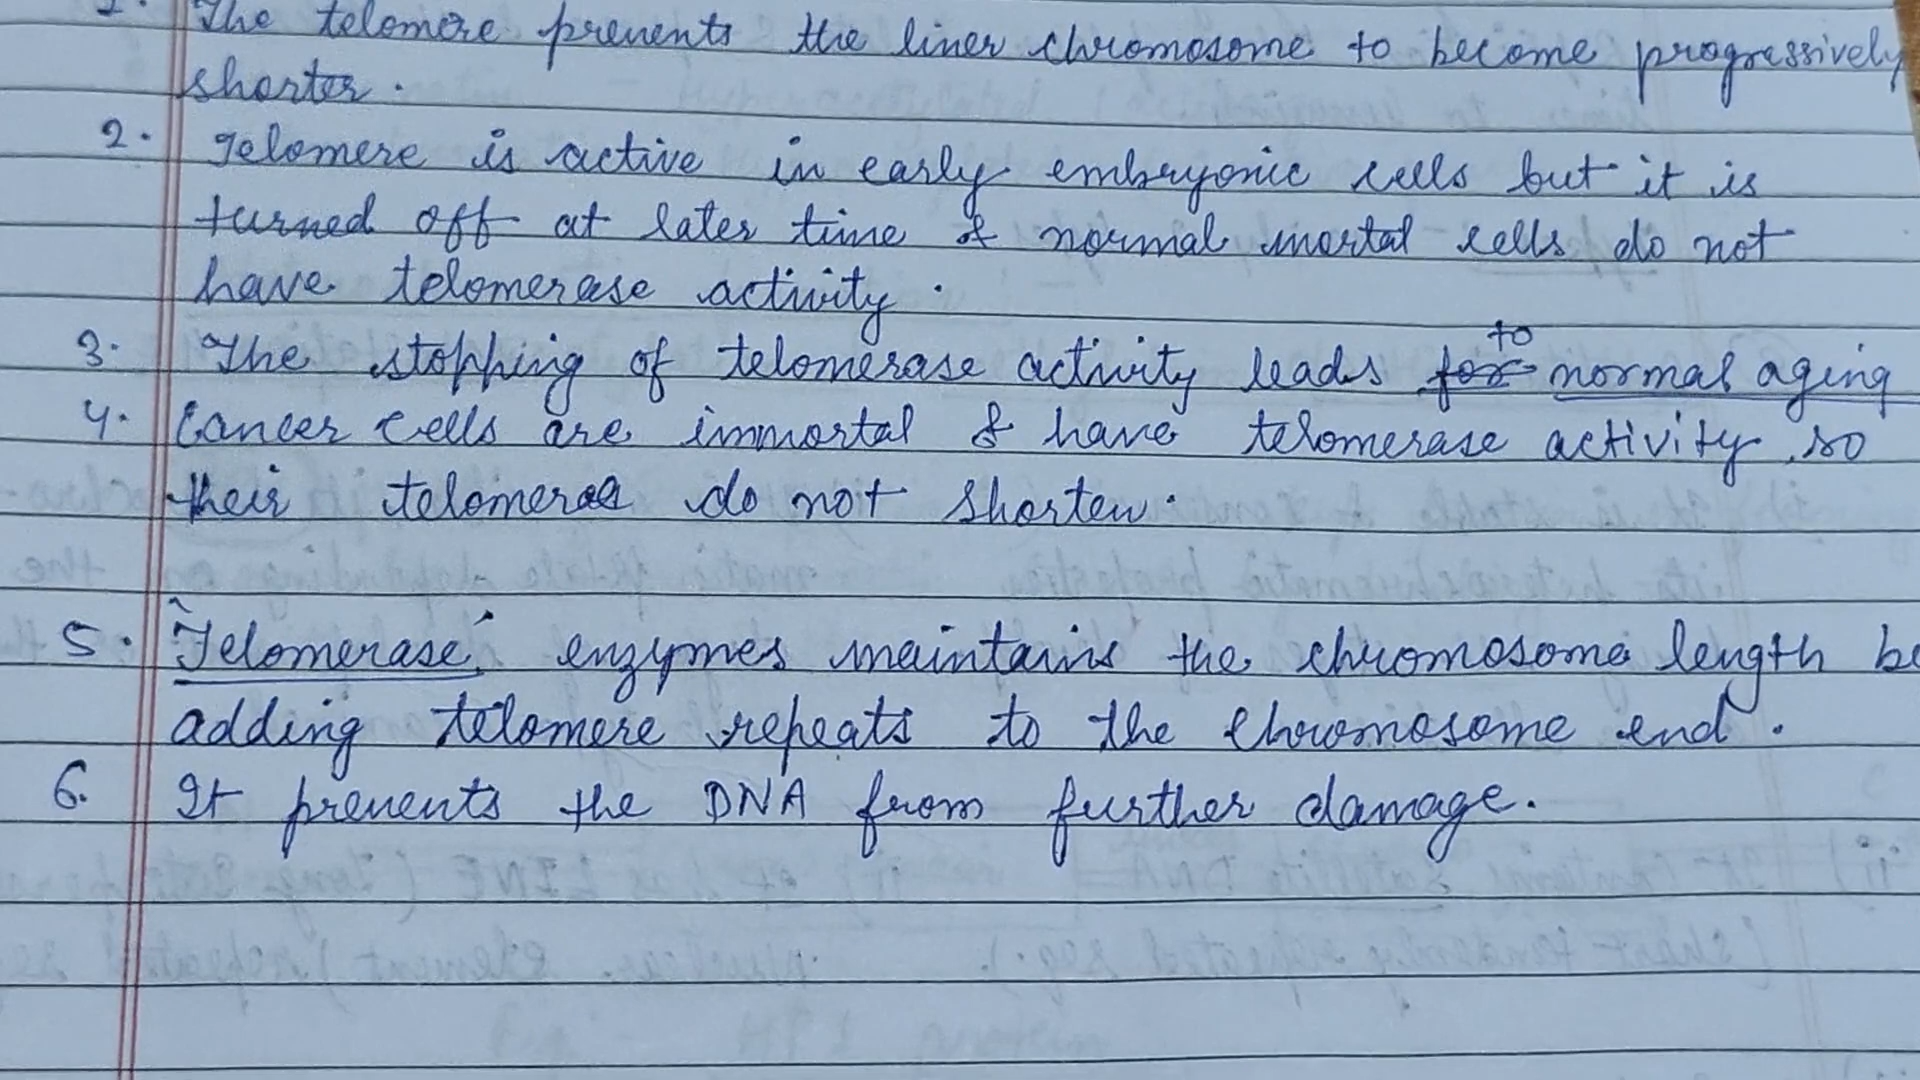 1. The telomere prevents the liner chromosome to become progressively
shorter.
2. Telomere is active in early embryonic cells but it is
turned off at later time & normal mortal cells do not
have telomerase activity.
3. The stopping of telomerase activity leads for to normal aging
4. Cancer cells are immortal & have telomerase activity so
their telomeres do not shorten.
5. "Telomerase" enzymes maintains the chromosome length be
adding telomere repeats to the chromosome end.
6. It prevents the DNA from further damage.